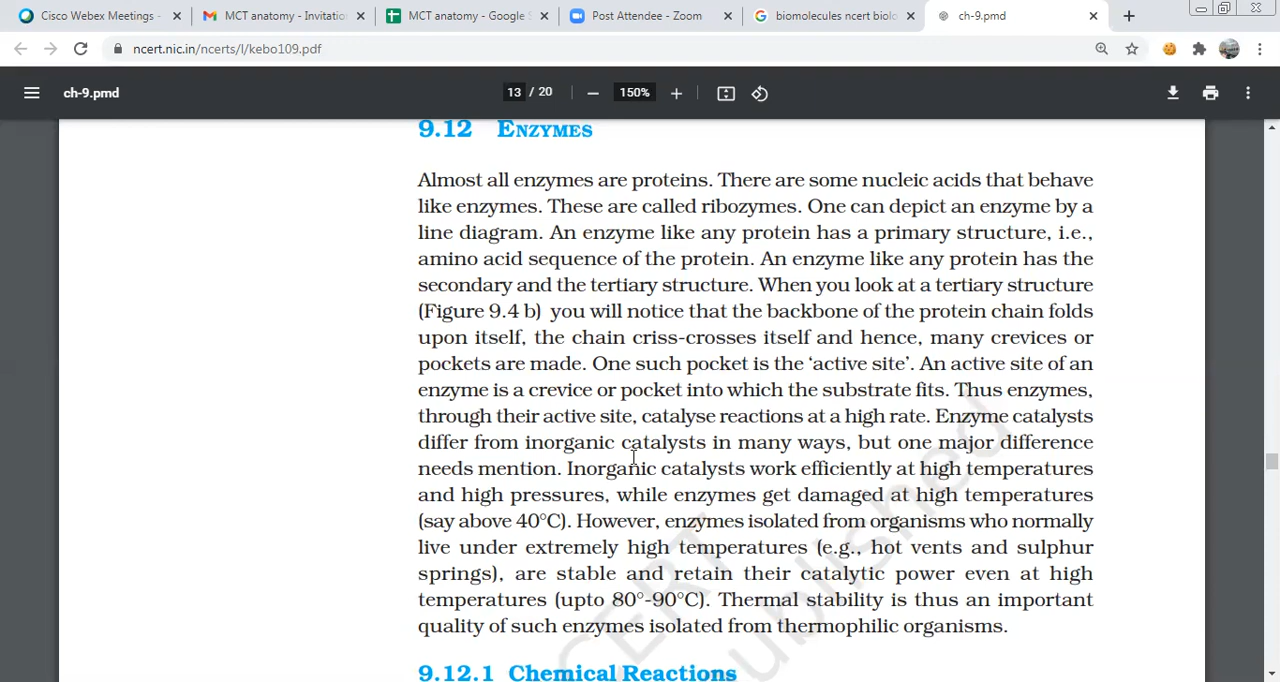 Cisco Webex Meetings -
MCT anatomy - Invitatio
MCT anatomy - Google S
Post Attendee - Zoom
biomolecules ncert biolo
ch-9.pmd
ncert.nic.in/ncerts/l/kebo109.pdf
ch-9.pmd
13 / 20
150%
9.12 ENZYMES
Almost all enzymes are proteins. There are some nucleic acids that behave
like enzymes. These are called ribozymes. One can depict an enzyme by a
line diagram. An enzyme like any protein has a primary structure, i.e.,
amino acid sequence of the protein. An enzyme like any protein has the
secondary and the tertiary structure. When you look at a tertiary structure
(Figure 9.4 b) you will notice that the backbone of the protein chain folds
upon itself, the chain criss-crosses itself and hence, many crevices or
pockets are made. One such pocket is the ‘active site’. An active site of an
enzyme is a crevice or pocket into which the substrate fits. Thus enzymes,
through their active site, catalyse reactions at a high rate. Enzyme catalysts
differ from inorganic catalysts in many ways, but one major difference
needs mention. Inorganic catalysts work efficiently at high temperatures
and high pressures, while enzymes get damaged at high temperatures
(say above 40°C). However, enzymes isolated from organisms who normally
live under extremely high temperatures (e.g., hot vents and sulphur
springs), are stable and retain their catalytic power even at high
temperatures (upto 80°-90°C). Thermal stability is thus an important
quality of such enzymes isolated from thermophilic organisms.
9.12.1 Chemical Reactions